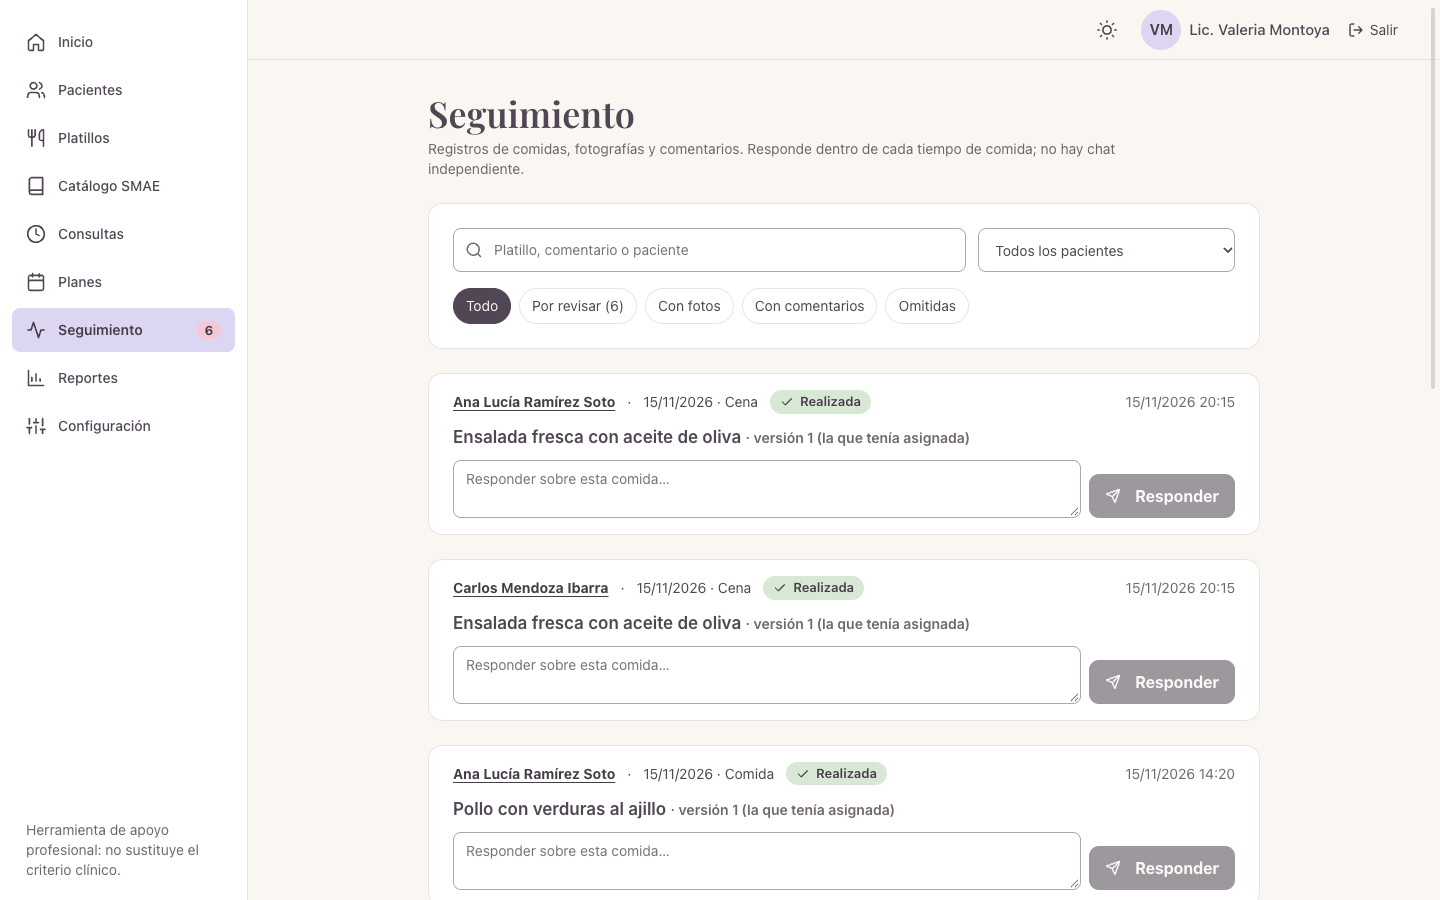 Inicio
Pacientes
Platillos
Catálogo SMAE
Consultas
Planes
Seguimiento 6
Reportes
Configuración
Herramienta de apoyo
profesional: no sustituye el
criterio clínico.
VM Lic. Valeria Montoya Salir
Seguimiento
Registros de comidas, fotografías y comentarios. Responde dentro de cada tiempo de comida; no hay chat
independiente.
Platillo, comentario o paciente
Todos los pacientes
Todo Por revisar (6) Con fotos Con comentarios Omitidas
Ana Lucía Ramírez Soto · 15/11/2026 · Cena Realizada 15/11/2026 20:15
Ensalada fresca con aceite de oliva · versión 1 (la que tenía asignada)
Responder sobre esta comida...
Responder
Carlos Mendoza Ibarra · 15/11/2026 · Cena Realizada 15/11/2026 20:15
Ensalada fresca con aceite de oliva · versión 1 (la que tenía asignada)
Responder sobre esta comida...
Responder
Ana Lucía Ramírez Soto · 15/11/2026 · Comida Realizada 15/11/2026 14:20
Pollo con verduras al ajillo · versión 1 (la que tenía asignada)
Responder sobre esta comida...
Responder